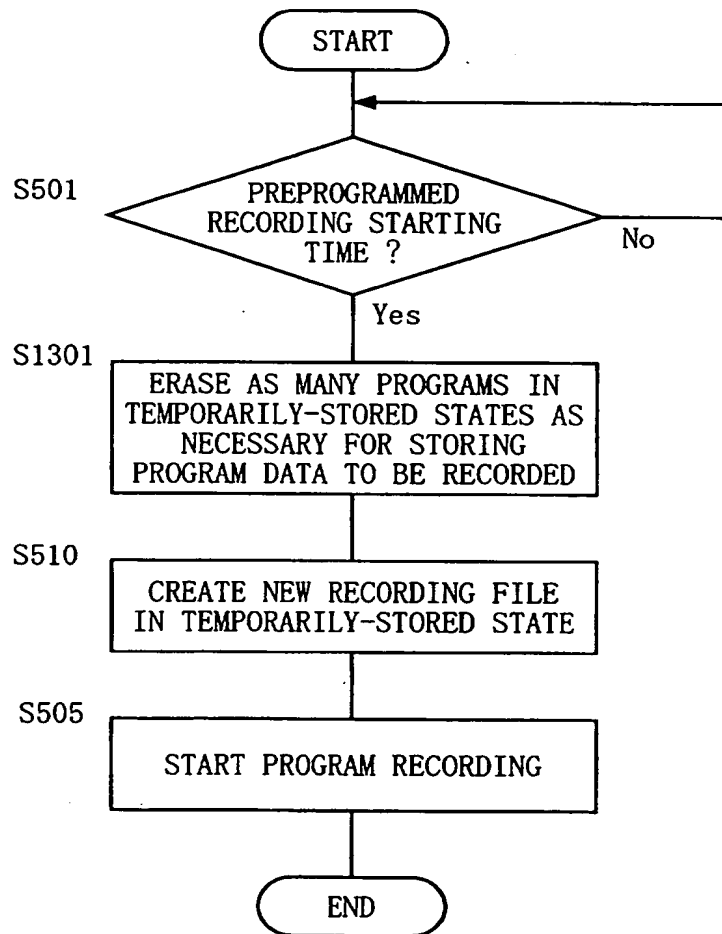 START
S501
PREPROGRAMMED
RECORDING STARTING
TIME ?
No
Yes
S1301
ERASE AS MANY PROGRAMS IN
TEMPORARILY-STORED STATES AS
NECESSARY FOR STORING
PROGRAM DATA TO BE RECORDED
S510
CREATE NEW RECORDING FILE
IN TEMPORARILY-STORED STATE
S505
START PROGRAM RECORDING
END